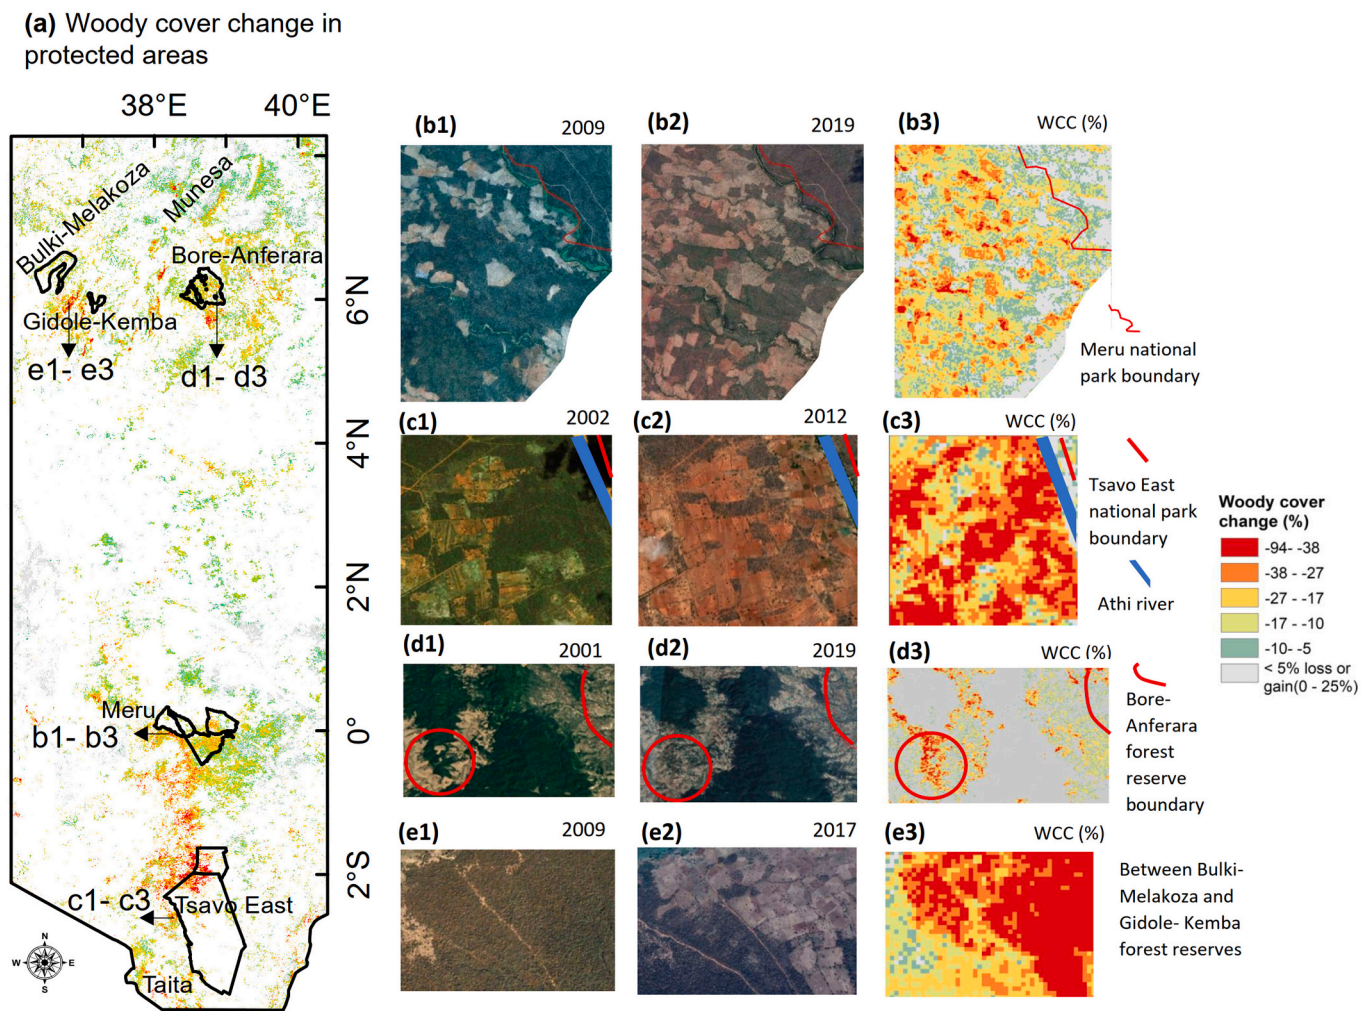 (a) Woody cover change in
protected areas
38°E 40°E
Bulki-Melakoza
Munesa
Bore-Anferara
Gidole-Kemba
e1- e3
d1- d3
6°N
4°N
2°N
0°
2°S
Meru
b1- b3
c1- c3
Tsavo East
Taita
N
W E
S
(b1) 2009
(b2) 2019
(b3) WCC (%)
Meru national
park boundary
(c1) 2002
(c2) 2012
(c3) WCC (%)
Tsavo East
national park
boundary
Athi river
(d1) 2001
(d2) 2019
(d3) WCC (%)
Bore-
Anferara
forest
reserve
boundary
(e1) 2009
(e2) 2017
(e3) WCC (%)
Between Bulki-
Melakoza and
Gidole- Kemba
forest reserves
Woody cover
change (%)
-94- -38
-38 - -27
-27 - -17
-17 - -10
-10- -5
< 5% loss or
gain(0 - 25%)